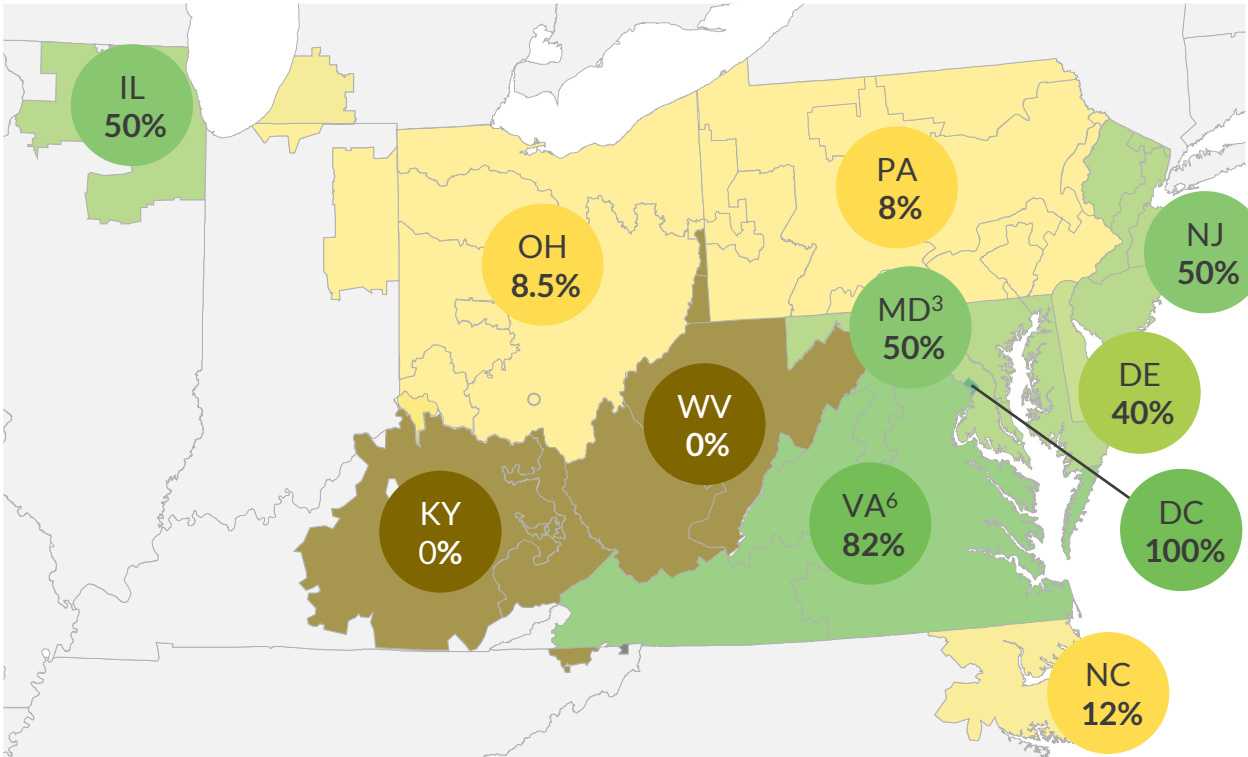 IL
50%
PA
8%
OH
8.5%
NJ
50%
MD³
50%
DE
40%
WV
0%
KY
0%
VA⁶
82%
DC
100%
NC
12%